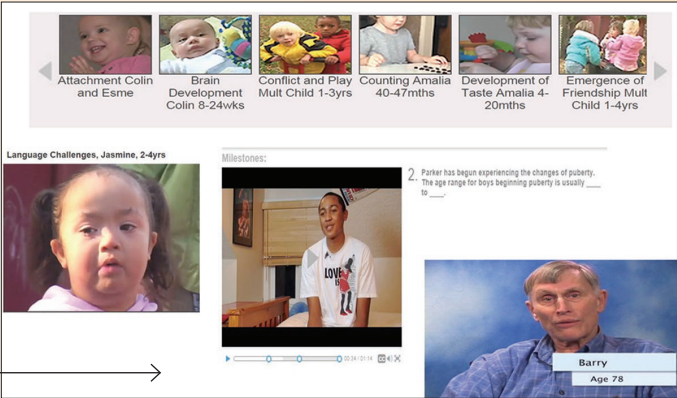 Attachment Colin
and Esme
Brain
Development
Colin 8-24wks
Conflict and Play
Mult Child 1-3yrs
Counting Amalia
40-47mths
Development of
Taste Amalia 4-
20mths
Emergence of
Friendship Mult
Child 1-4yrs
Language Challenges, Jasmine, 2-4yrs
Milestones:
2. Parker has begun experiencing the changes of puberty.
The age range for boys beginning puberty is usually ____
to ____.
LOVE
CC
Barry
Age 78